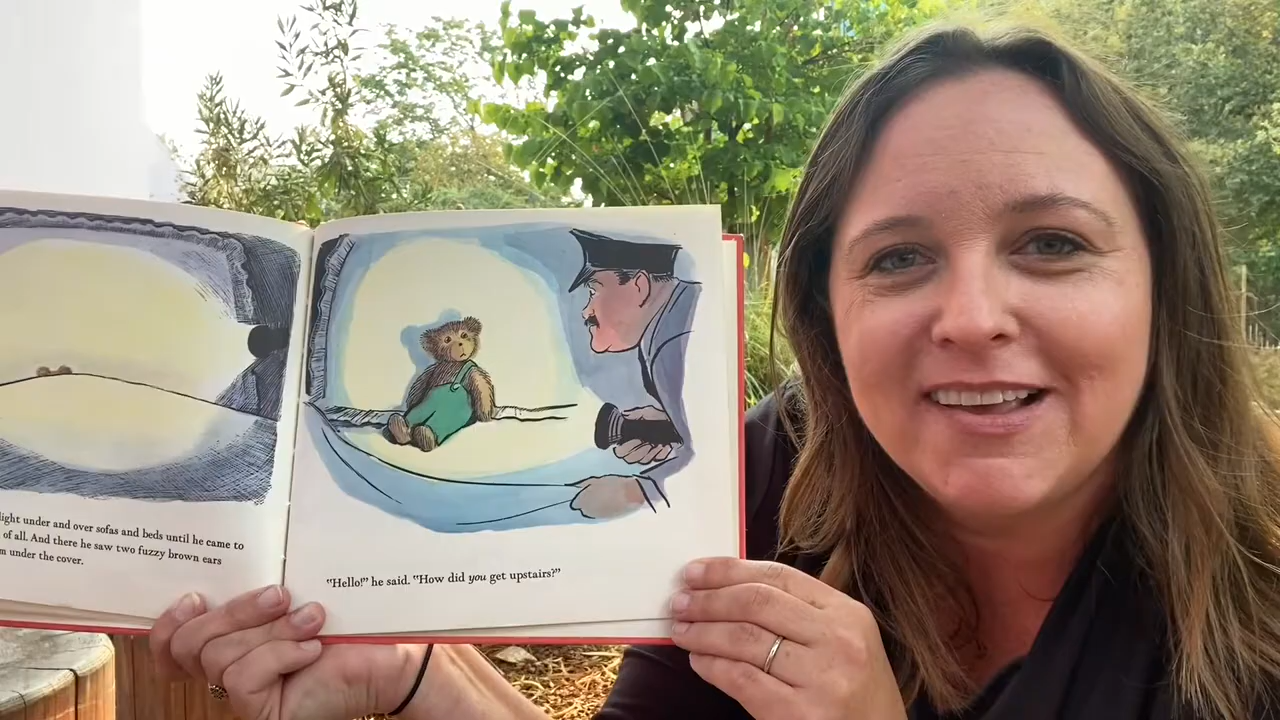 light under and over sofas and beds until he came to
of all. And there he saw two fuzzy brown ears
under the cover.
"Hello!" he said. "How did you get upstairs?"